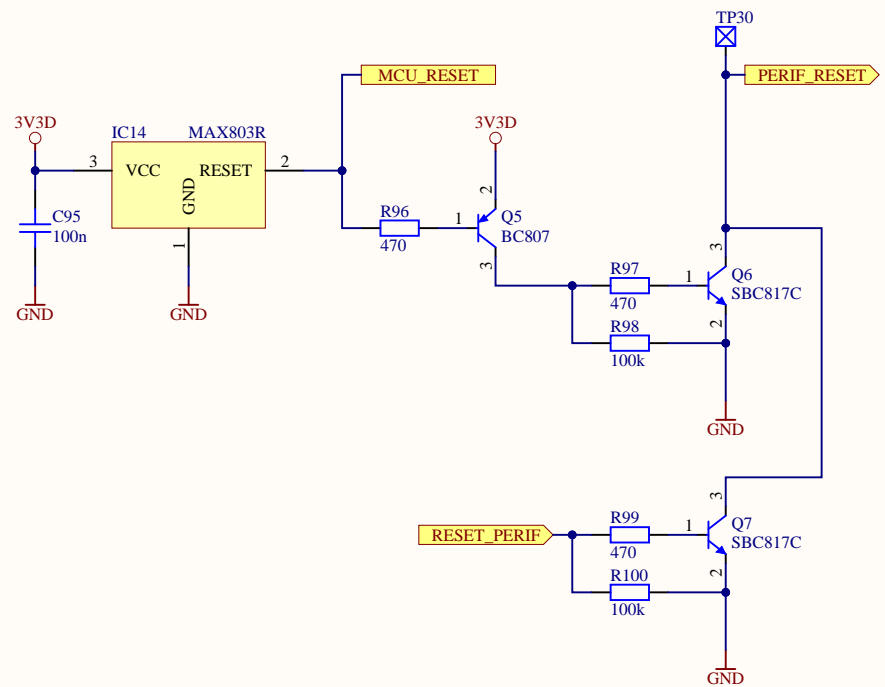 TP30
MCU_RESET
PERIF_RESET
3V3D
IC14
MAX803R
3V3D
3
VCC
RESET
2
GND
1
C95
100n
R96
470
1
2
Q5
BC807
3
GND
GND
R97
470
1
3
Q6
SBC817C
2
R98
100k
GND
RESET_PERIF
R99
470
1
3
Q7
SBC817C
2
R100
100k
GND